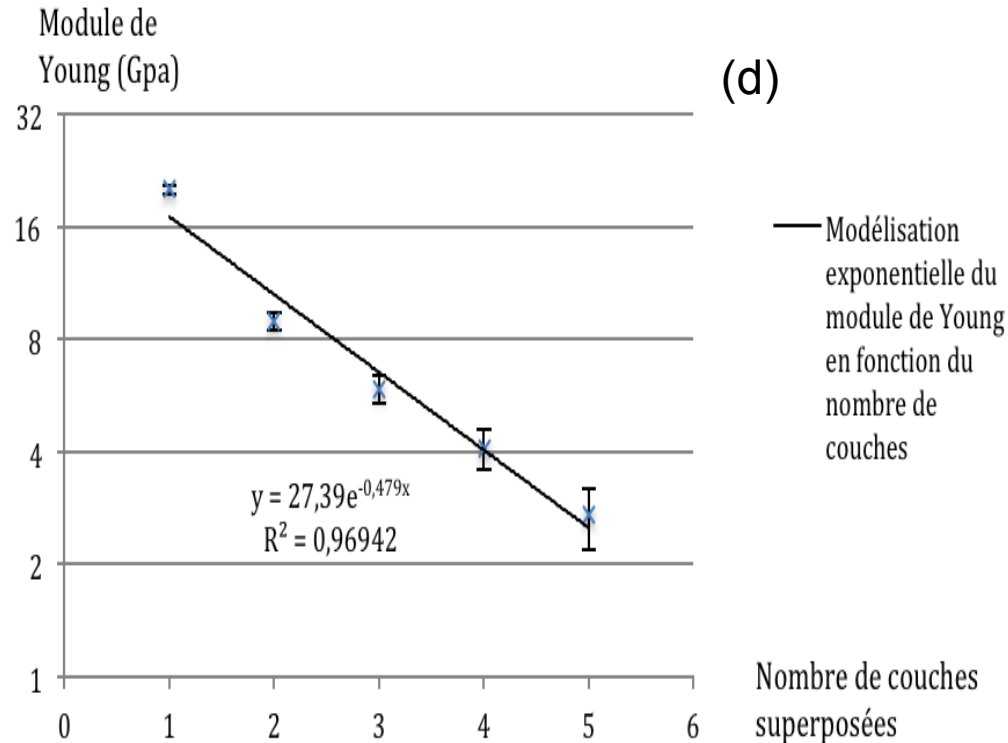 Module de
Young (Gpa)
(d)
32
16
8
4
2
1
y = 27,39e^-0,479x
R² = 0,96942
0 1 2 3 4 5 6
Modélisation
exponentielle du
module de Young
en fonction du
nombre de
couches
Nombre de couches
superposées